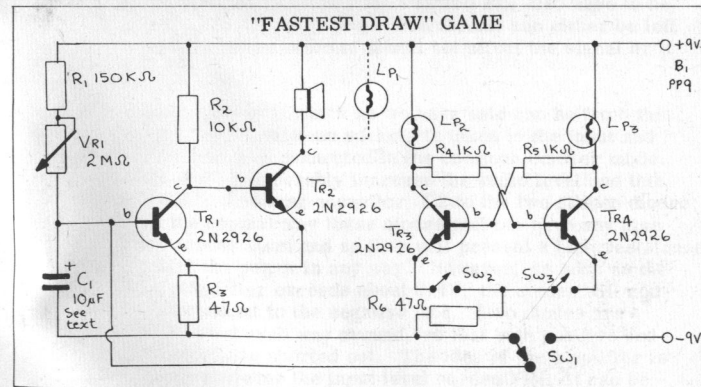 "FASTEST DRAW" GAME
R1 150KΩ
VR1
2MΩ
C1
10µF
See
text
+
R2
10KΩ
b
c
e
TR1
2N2926
R3
47Ω
b
c
e
TR2
2N2926
LP1
LP2
R4 1KΩ
R5 1KΩ
LP3
c
b
e
TR3
2N2926
c
b
e
TR4
2N2926
SW2
SW3
R6 47Ω
SW1
+9V
B1
PP9
-9V